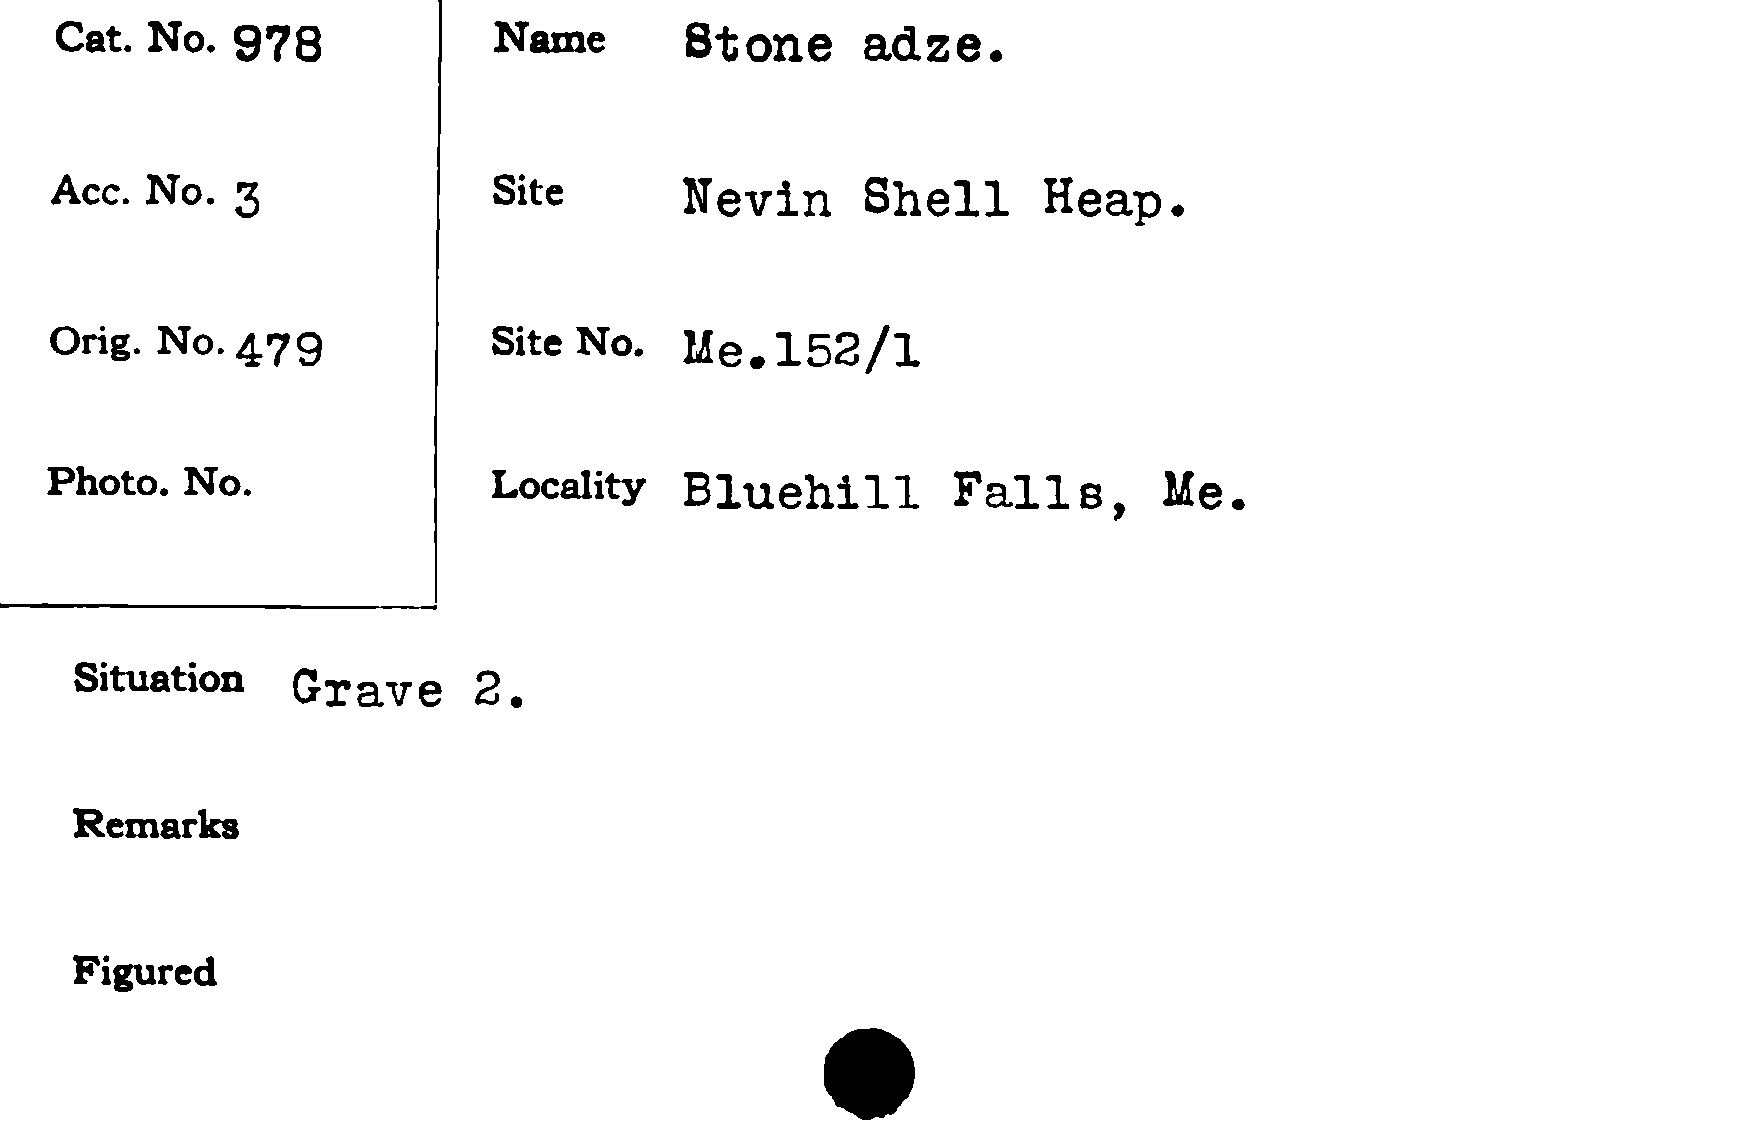 Cat. No. 978
Name Stone adze.
Acc. No. 3
Site Nevin Shell Heap.
Orig. No. 479
Site No. Me.152/1
Photo. No.
Locality Bluehill Falls, Me.
Situation Grave 2.
Remarks
Figured